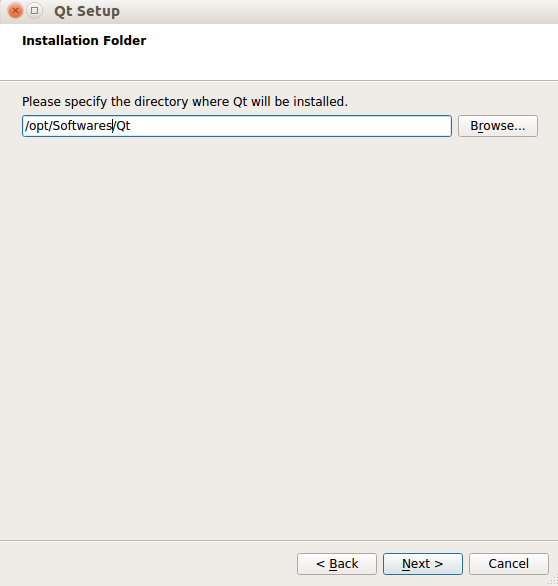 Qt Setup
Installation Folder
Please specify the directory where Qt will be installed.
/opt/Softwares/Qt Browse...
< Back Next > Cancel